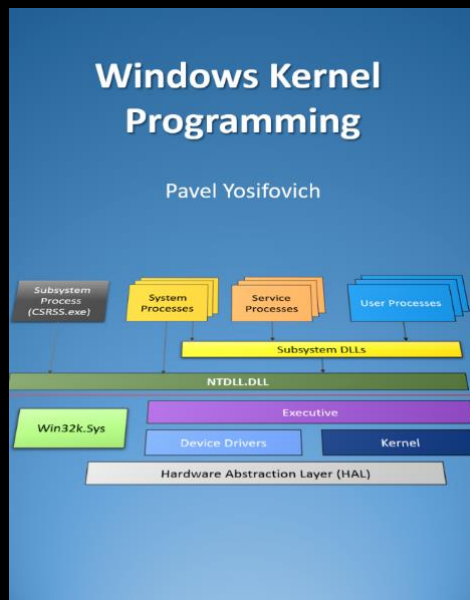 Windows Kernel
Programming
Pavel Yosifovich
Subsystem
Process
(CSRSS.exe)
System
Processes
Service
Processes
User Processes
Subsystem DLLs
NTDLL.DLL
Executive
Win32k.Sys
Device Drivers
Kernel
Hardware Abstraction Layer (HAL)